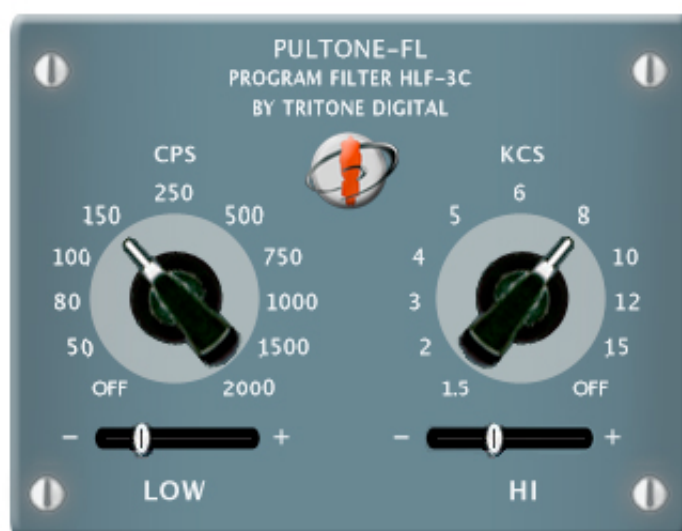 PULTONE-FL
PROGRAM FILTER HLF-3C
BY TRITONE DIGITAL
CPS
250
150
500
100
750
80
1000
50
1500
OFF
2000
- +
LOW
KCS
6
5
8
4
10
3
12
2
15
1.5
OFF
- +
HI